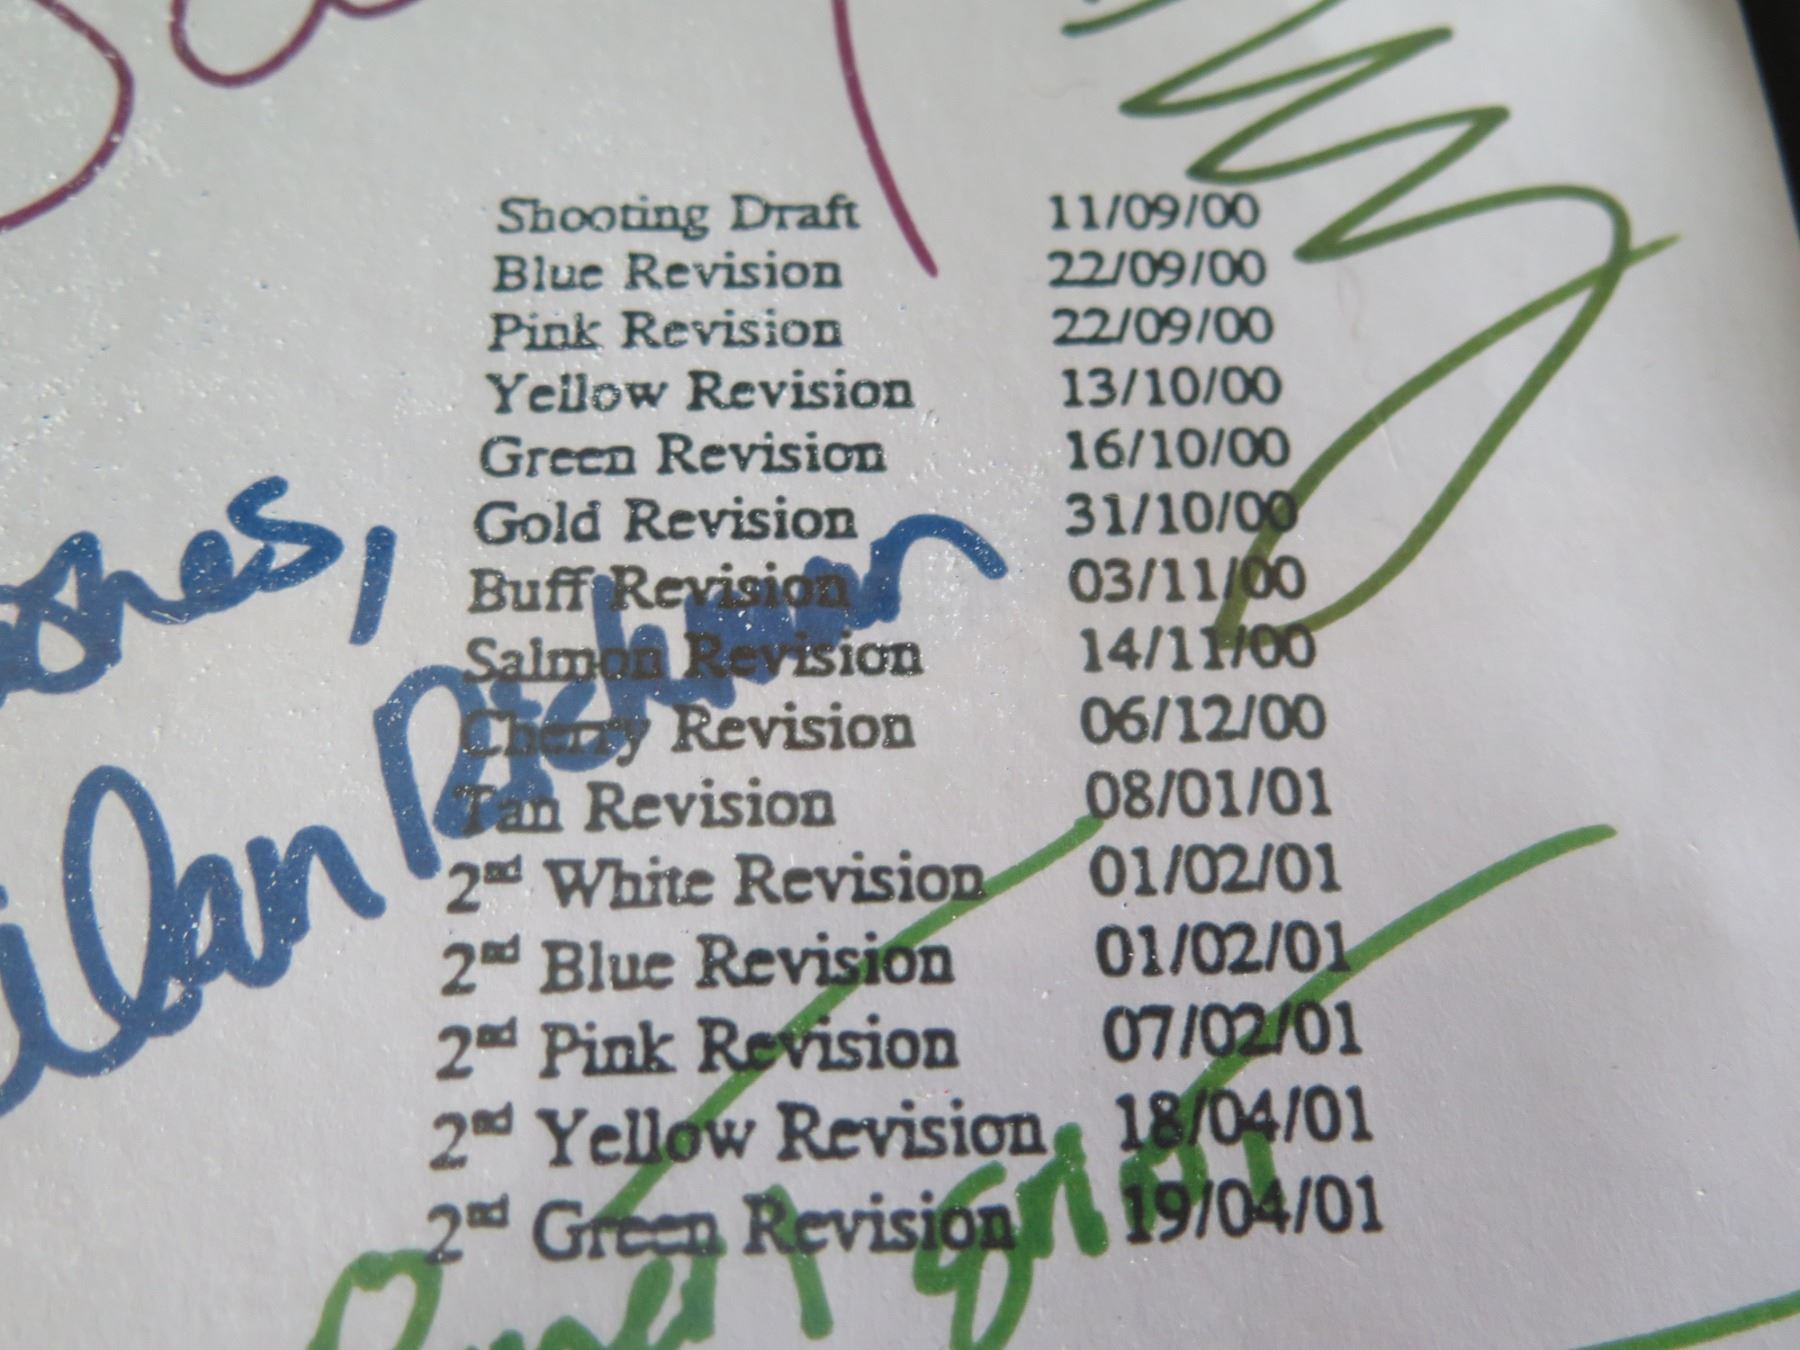 Shooting Draft 11/09/00
Blue Revision 22/09/00
Pink Revision 22/09/00
Yellow Revision 13/10/00
Green Revision 16/10/00
Gold Revision 31/10/00
Buff Revision 03/11/00
Salmon Revision 14/11/00
Cherry Revision 06/12/00
Tan Revision 08/01/01
2nd White Revision 01/02/01
2nd Blue Revision 01/02/01
2nd Pink Revision 07/02/01
2nd Yellow Revision 18/04/01
2nd Green Revision 19/04/01
Rickman